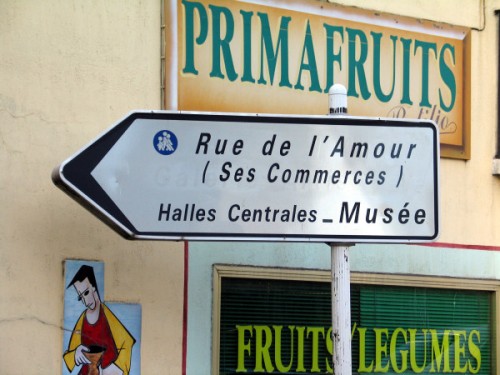 PRIMAFRUITS
Rue de l'Amour
( Ses Commerces )
Halles Centrales - Musée
FRUITS/LEGUMES